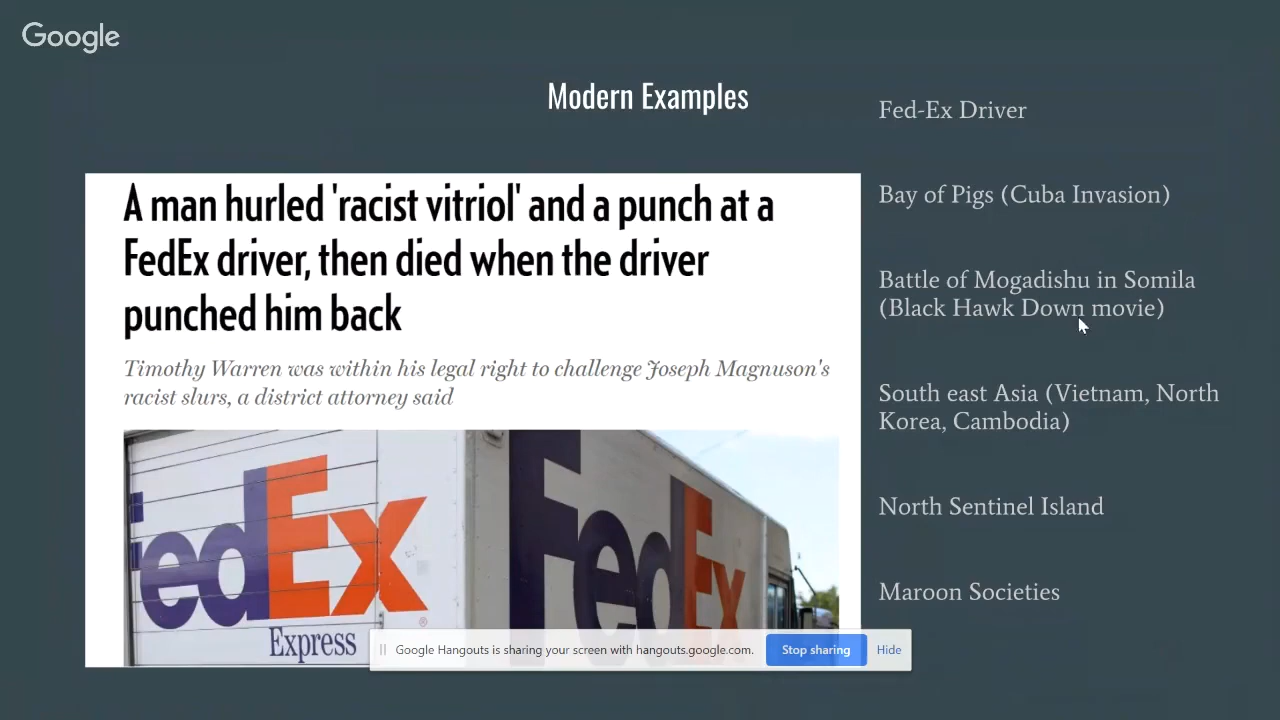 Google
Modern Examples
A man hurled 'racist vitriol' and a punch at a
FedEx driver, then died when the driver
punched him back
Timothy Warren was within his legal right to challenge Joseph Magnuson's
racist slurs, a district attorney said
FedEx
Express
FedEx
Fed-Ex Driver
Bay of Pigs (Cuba Invasion)
Battle of Mogadishu in Somila
(Black Hawk Down movie)
South east Asia (Vietnam, North
Korea, Cambodia)
North Sentinel Island
Maroon Societies
Google Hangouts is sharing your screen with hangouts.google.com.
Stop sharing
Hide